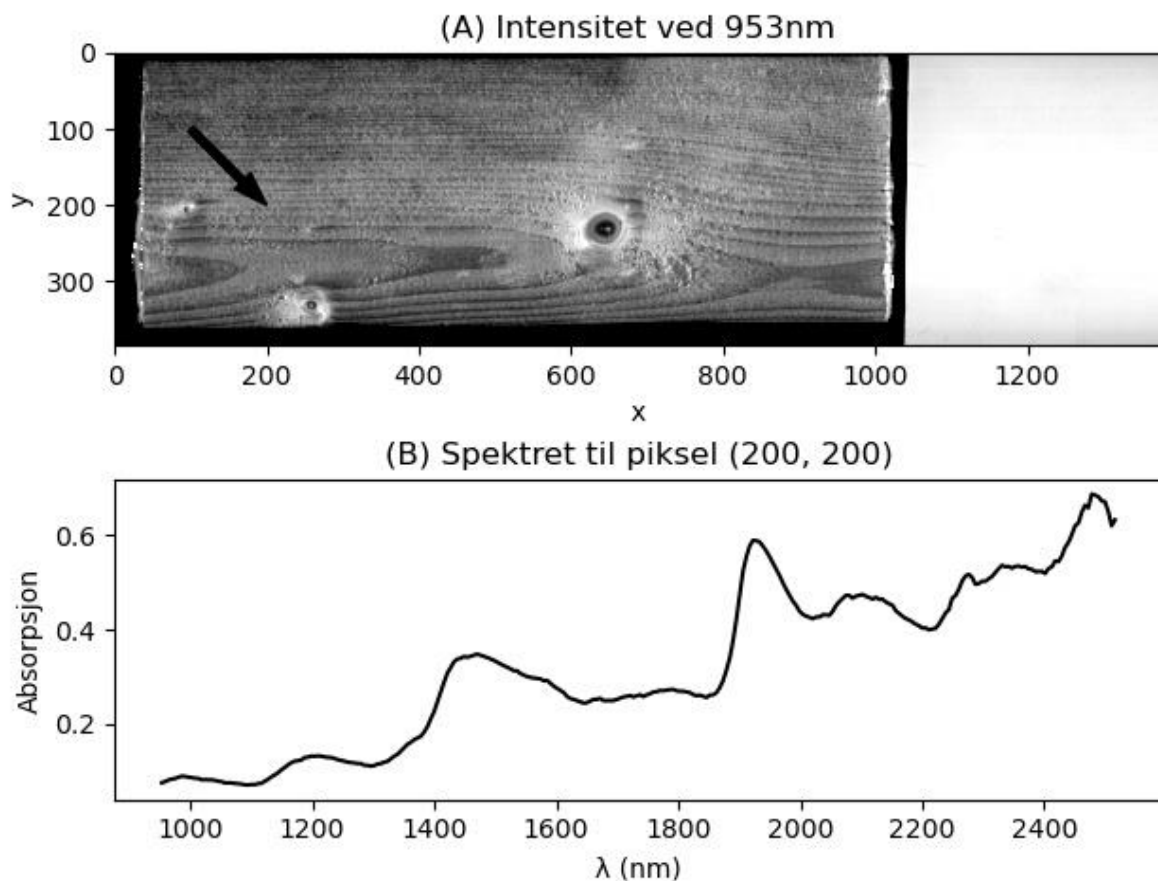 (A) Intensitet ved 953nm
0
100
200
300
y
0 200 400 600 800 1000 1200
x
(B) Spektret til piksel (200, 200)
0.6
0.4
0.2
Absorpsjon
1000 1200 1400 1600 1800 2000 2200 2400
λ (nm)